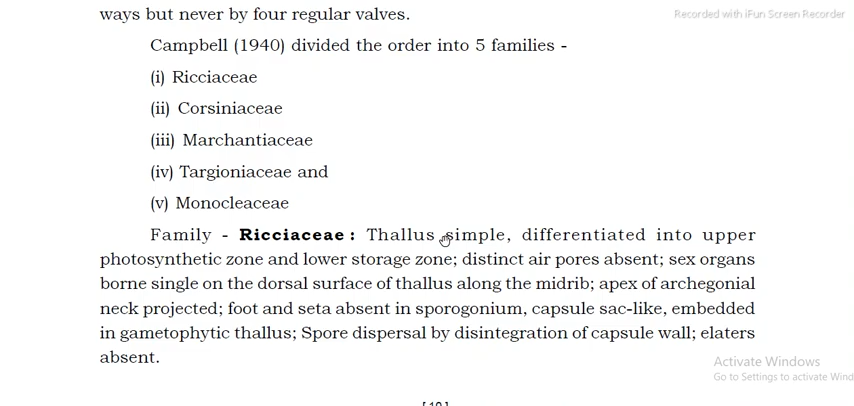 ways but never by four regular valves.
Recorded with iFun Screen Recorder
Campbell (1940) divided the order into 5 families -
(i) Ricciaceae
(ii) Corsiniaceae
(iii) Marchantiaceae
(iv) Targioniaceae and
(v) Monocleaceae
Family - Ricciaceae : Thallus simple, differentiated into upper
photosynthetic zone and lower storage zone; distinct air pores absent; sex organs
borne single on the dorsal surface of thallus along the midrib; apex of archegonial
neck projected; foot and seta absent in sporogonium, capsule sac-like, embedded
in gametophytic thallus; Spore dispersal by disintegration of capsule wall; elaters
absent.
Activate Windows
Go to Settings to activate Wind